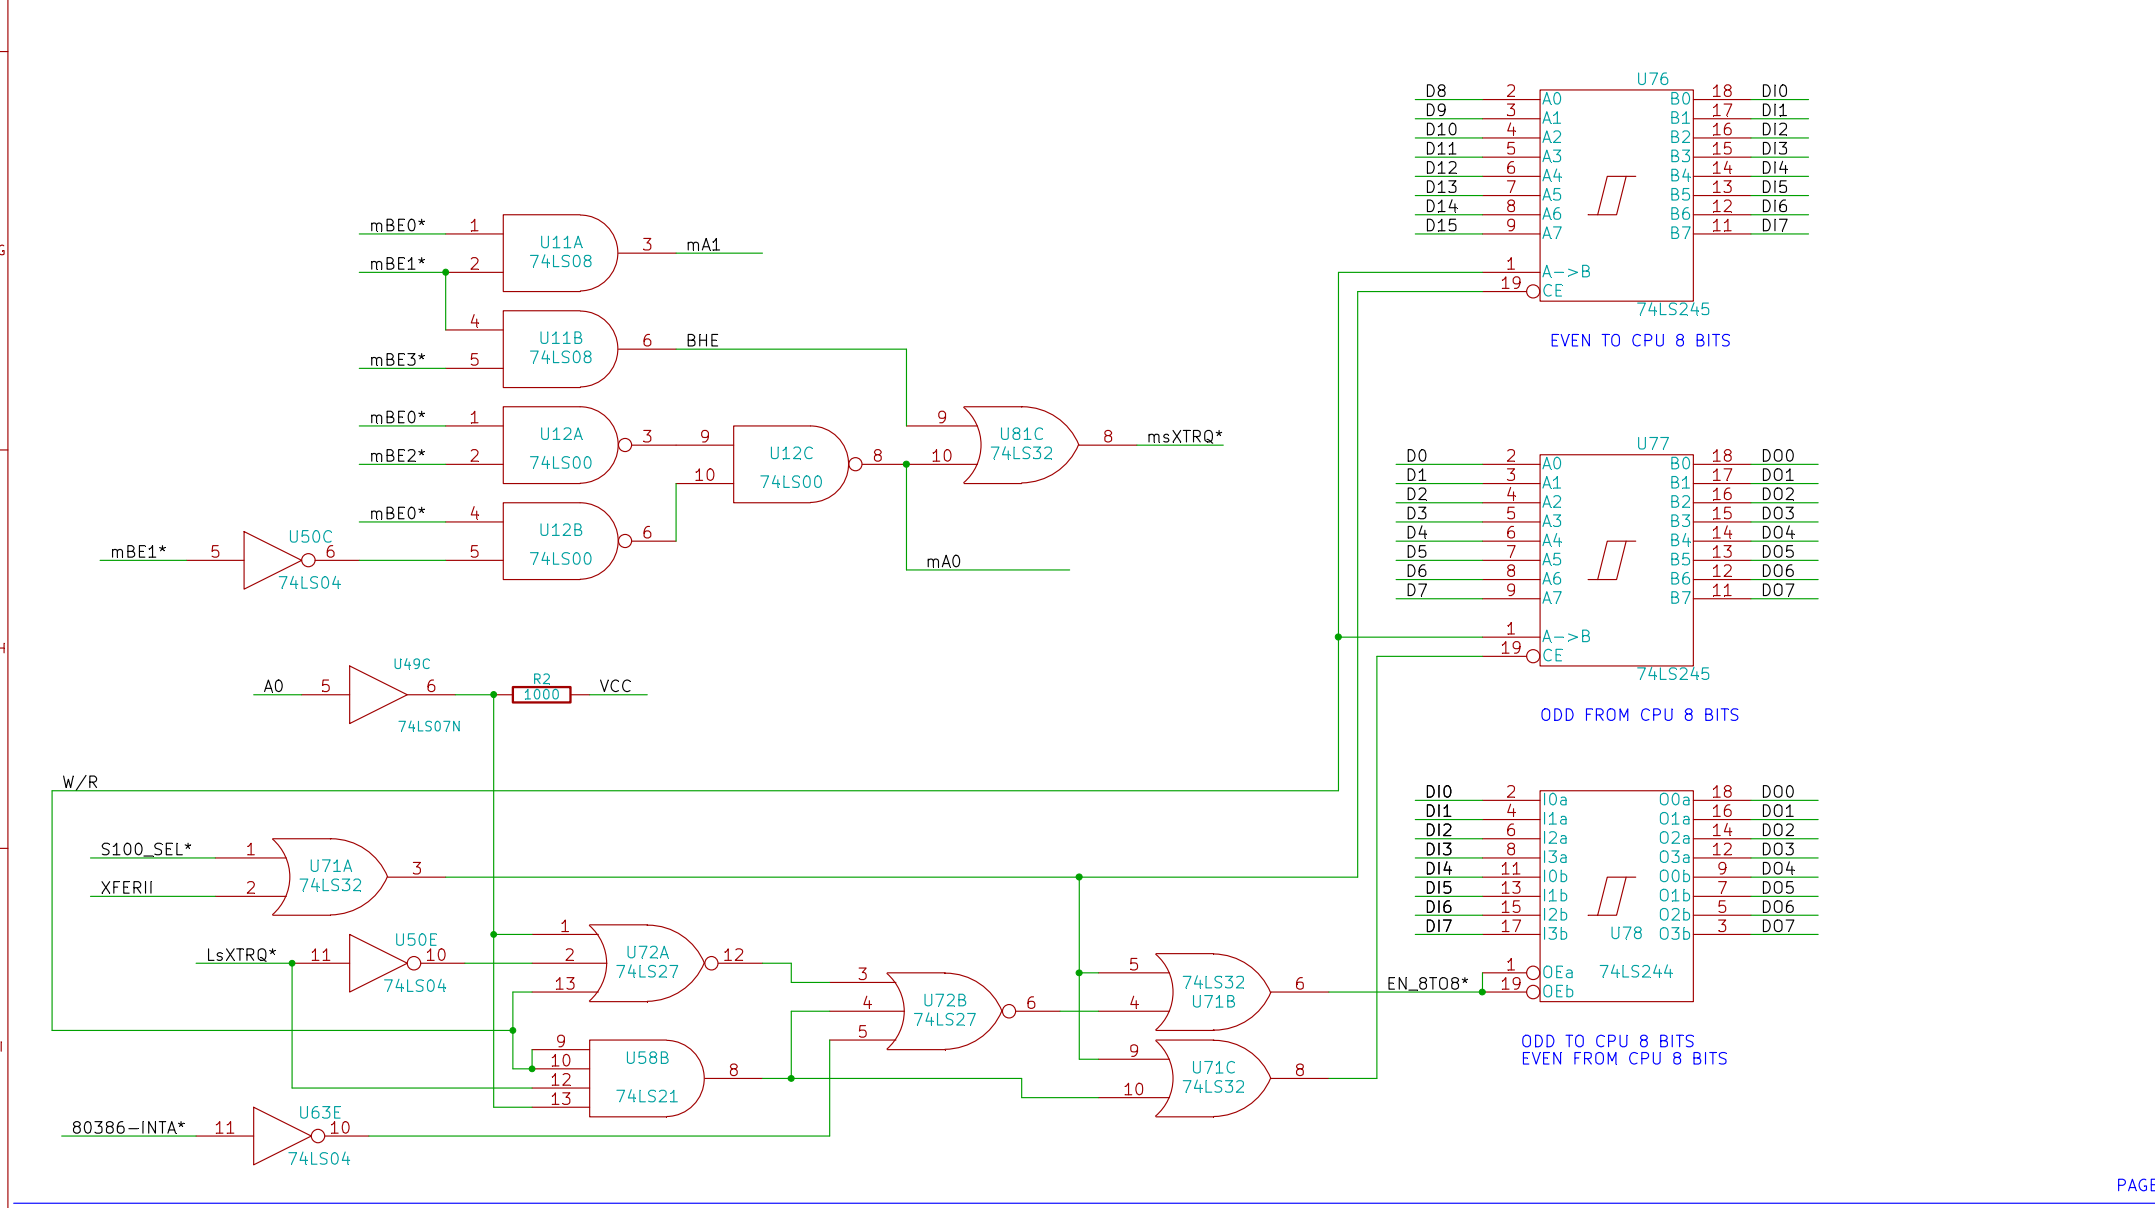 U76
D8 2 A0 B0 18 DI0
D9 3 A1 B1 17 DI1
D10 4 A2 B2 16 DI2
D11 5 A3 B3 15 DI3
D12 6 A4 B4 14 DI4
D13 7 A5 B5 13 DI5
D14 8 A6 B6 12 DI6
D15 9 A7 B7 11 DI7
1 A->B
19 CE
74LS245
EVEN TO CPU 8 BITS
mBE0* 1 U11A 3 mA1
mBE1* 2 74LS08
4 U11B 6 BHE
mBE3* 5 74LS08
mBE0* 1 U12A 3
mBE2* 2 74LS00
9 U12C 8
10 74LS00
9 U81C 8 msXTRQ*
10 74LS32
mBE0* 4 U12B 6
5 74LS00
mBE1* 5 U50C 6
74LS04
mA0
U77
D0 2 A0 B0 18 DO0
D1 3 A1 B1 17 DO1
D2 4 A2 B2 16 DO2
D3 5 A3 B3 15 DO3
D4 6 A4 B4 14 DO4
D5 7 A5 B5 13 DO5
D6 8 A6 B6 12 DO6
D7 9 A7 B7 11 DO7
1 A->B
19 CE
74LS245
ODD FROM CPU 8 BITS
A0 5 U49C 6 R2 VCC
1000
74LS07N
W/R
S100_SEL* 1 U71A 3
XFERII 2 74LS32
LsXTRQ* 11 U50E 10
74LS04
1 U72A 12
2 74LS27
13
9 U58B 8
10
12 74LS21
13
3 U72B 6
4 74LS27
5
80386-INTA* 11 U63E 10
74LS04
5 74LS32 6 EN_8TO8*
4 U71B
9 U71C 8
10 74LS32
DI0 2 I0a O0a 18 DO0
DI1 4 I1a O1a 16 DO1
DI2 6 I2a O2a 14 DO2
DI3 8 I3a O3a 12 DO3
DI4 11 I0b O0b 9 DO4
DI5 13 I1b O1b 7 DO5
DI6 15 I2b O2b 5 DO6
DI7 17 I3b O3b 3 DO7
U78
1 OEa 74LS244
19 OEb
ODD TO CPU 8 BITS
EVEN FROM CPU 8 BITS
PAGE